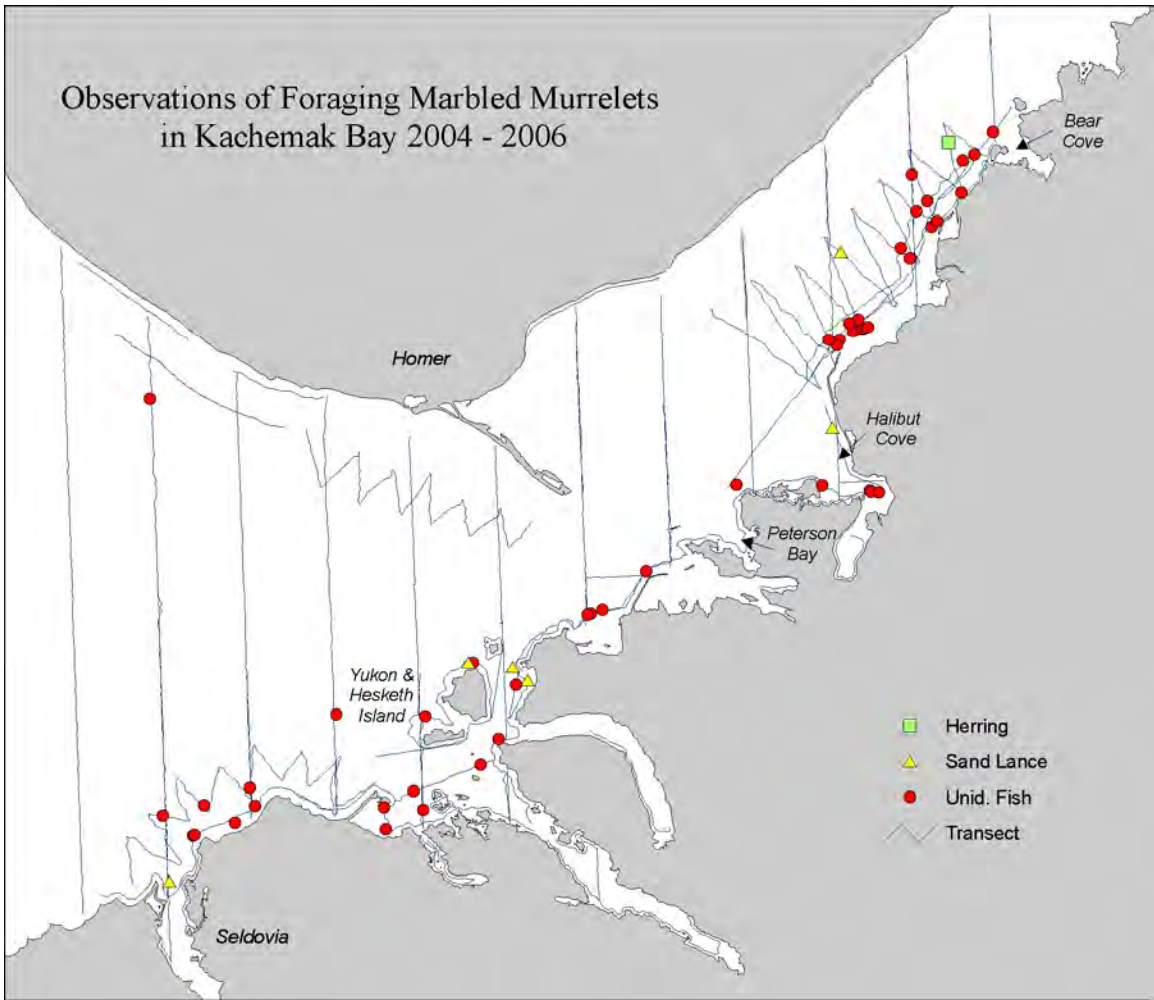 Observations of Foraging Marbled Murrelets
in Kachemak Bay 2004 - 2006
Bear
Cove
Homer
Halibut
Cove
Peterson
Bay
Yukon &
Hesketh
Island
Herring
Sand Lance
Unid. Fish
Transect
Seldovia